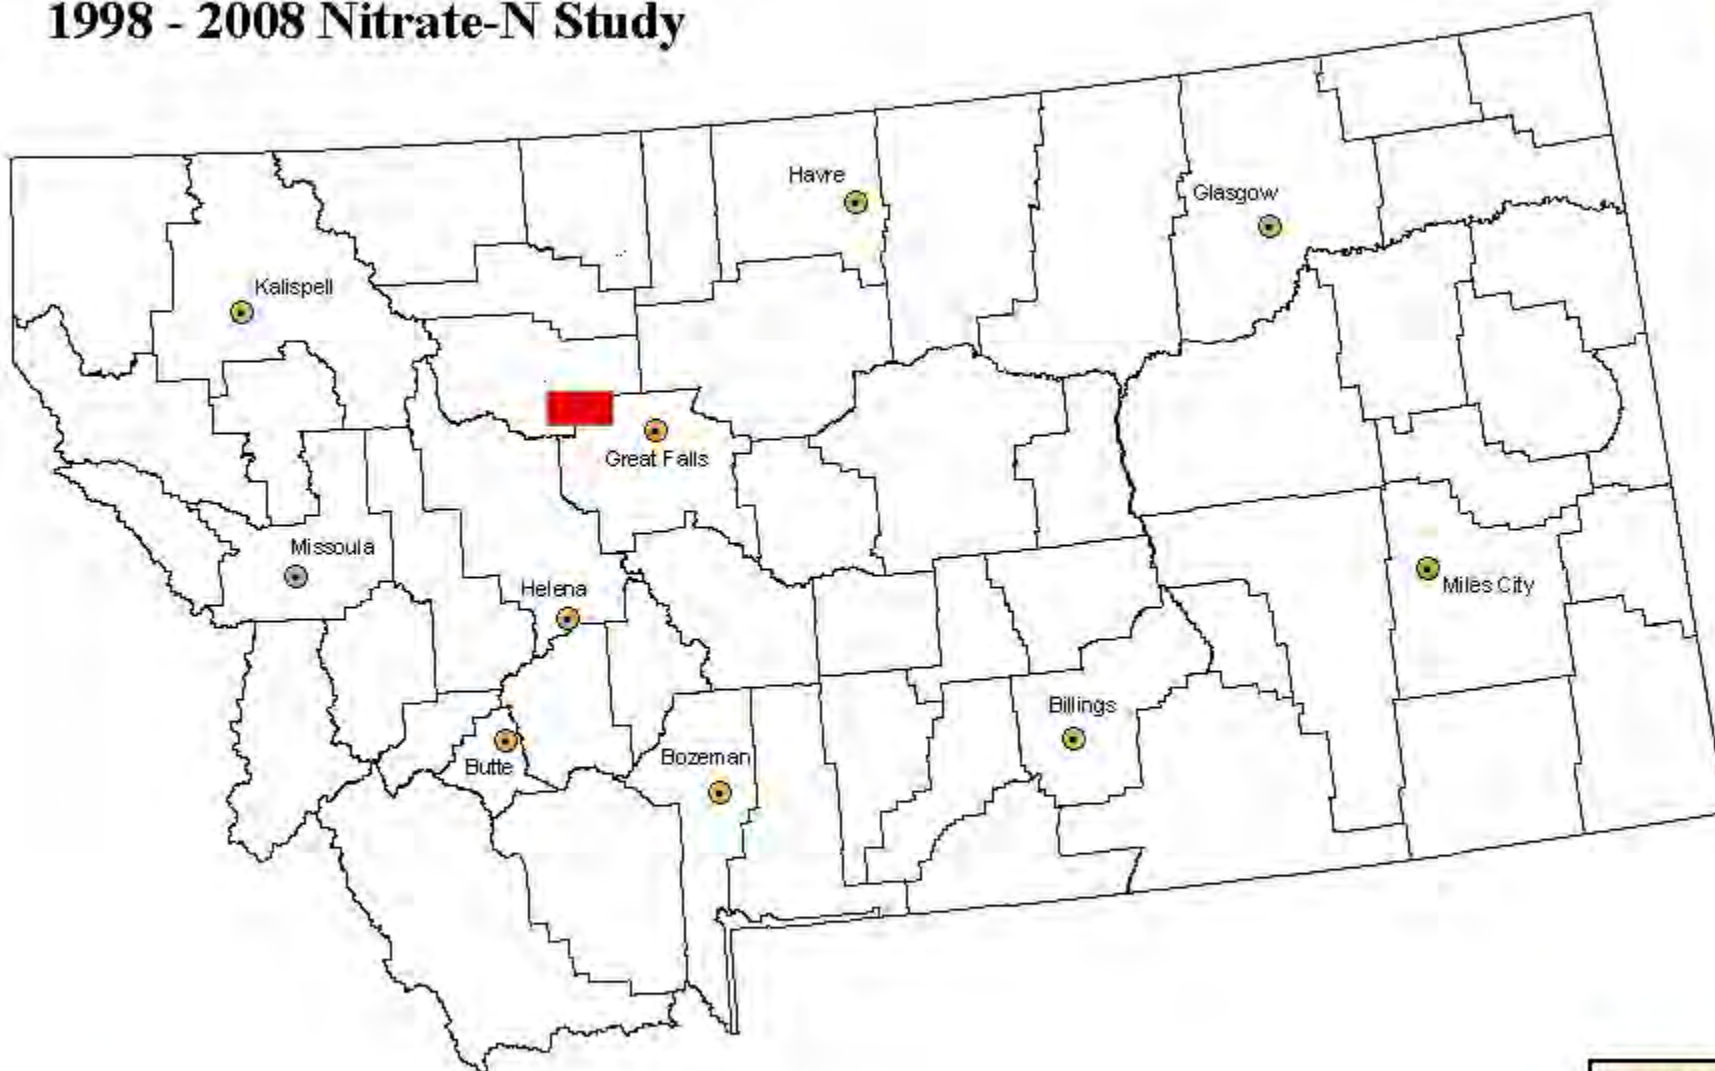 1998 - 2008 Nitrate-N Study
Havre
Glasgow
Kalispell
Great Falls
Missoula
Helena
Miles City
Billings
Butte
Bozeman